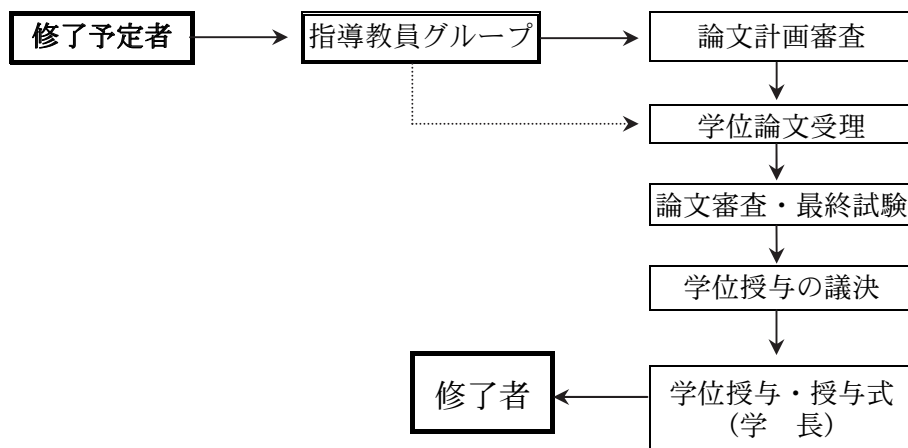 修了予定者
指導教員グループ
論文計画審査
学位論文受理
論文審査・最終試験
学位授与の議決
学位授与・授与式
(学　長)
修了者